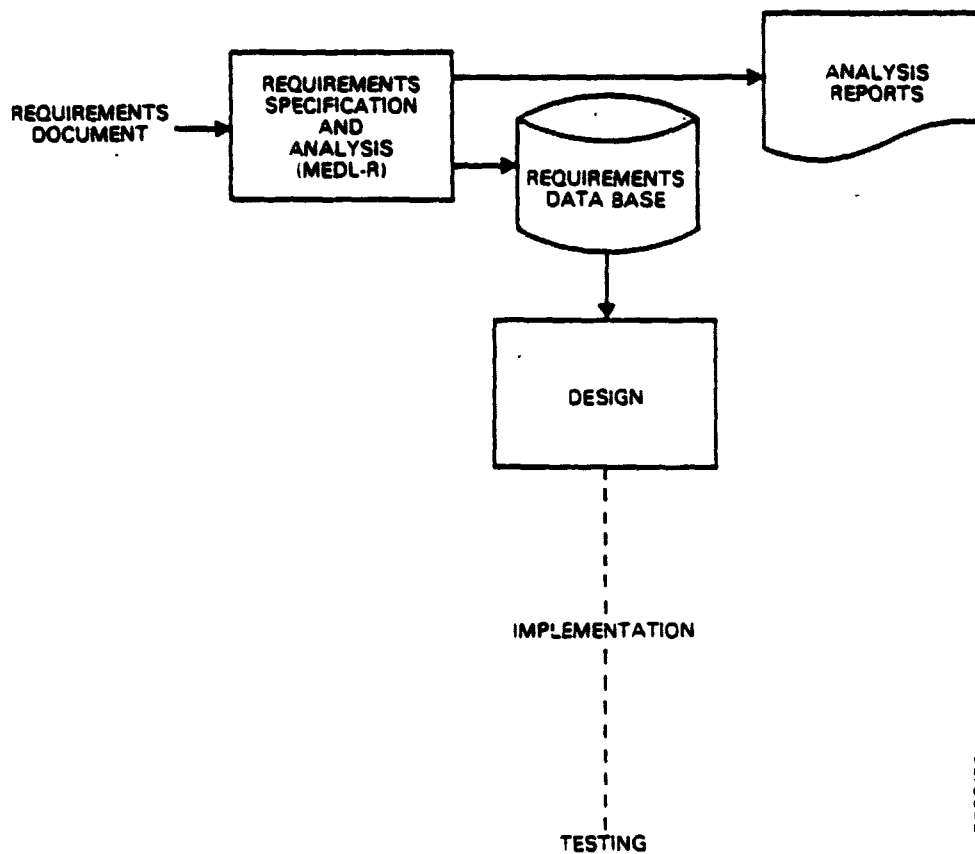 REQUIREMENTS
DOCUMENT
REQUIREMENTS
SPECIFICATION
AND
ANALYSIS
(MEDL-R)
ANALYSIS
REPORTS
REQUIREMENTS
DATA BASE
DESIGN
IMPLEMENTATION
TESTING